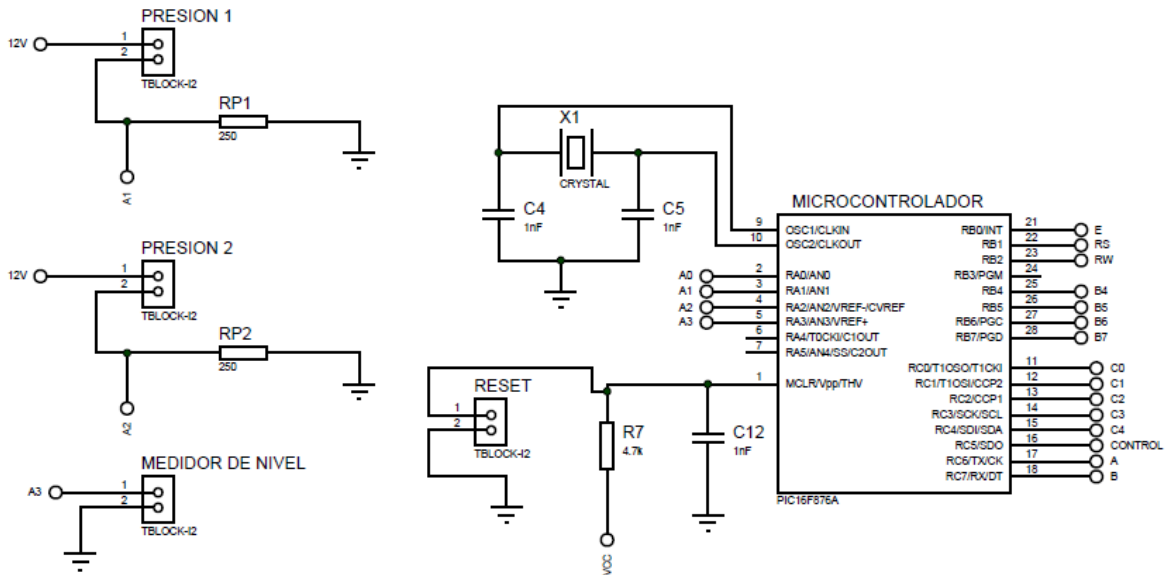 PRESION 1
12V
1
2
TBLOCK-I2
RP1
250
A1
PRESION 2
12V
1
2
TBLOCK-I2
RP2
250
A2
MEDIDOR DE NIVEL
A3
1
2
TBLOCK-I2
X1
CRYSTAL
C4
1nF
C5
1nF
RESET
1
2
TBLOCK-I2
R7
4.7k
VCC
C12
1nF
MICROCONTROLADOR
9 OSC1/CLKIN
10 OSC2/CLKOUT
A0 2 RA0/AN0
A1 3 RA1/AN1
A2 4 RA2/AN2/VREF-/CVREF
A3 5 RA3/AN3/VREF+
6 RA4/T0CKI/C1OUT
7 RA5/AN4/SS/C2OUT
1 MCLR/Vpp/THV
RB0/INT 21 E
RB1 22 RS
RB2 23 RW
RB3/PGM 24
RB4 25 B4
RB5 26 B5
RB6/PGC 27 B6
RB7/PGD 28 B7
RC0/T1OSO/T1CKI 11 C0
RC1/T1OSI/CCP2 12 C1
RC2/CCP1 13 C2
RC3/SCK/SCL 14 C3
RC4/SDI/SDA 15 C4
RC5/SDO 16 CONTROL
RC6/TX/CK 17 A
RC7/RX/DT 18 B
PIC16F876A